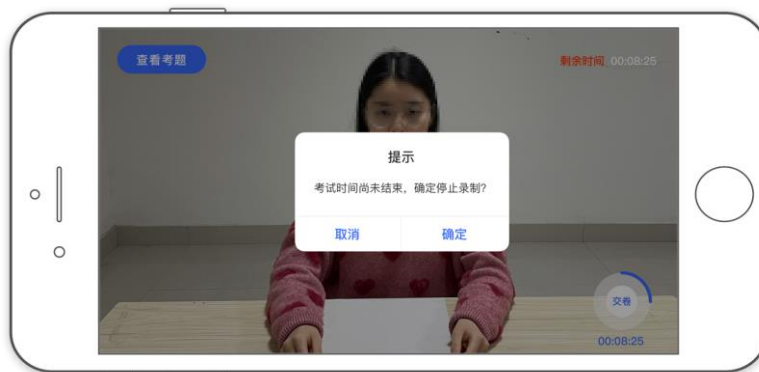 查看考题
剩余时间 00:08:25
提示
考试时间尚未结束，确定停止录制?
取消 确定
交卷
00:08:25